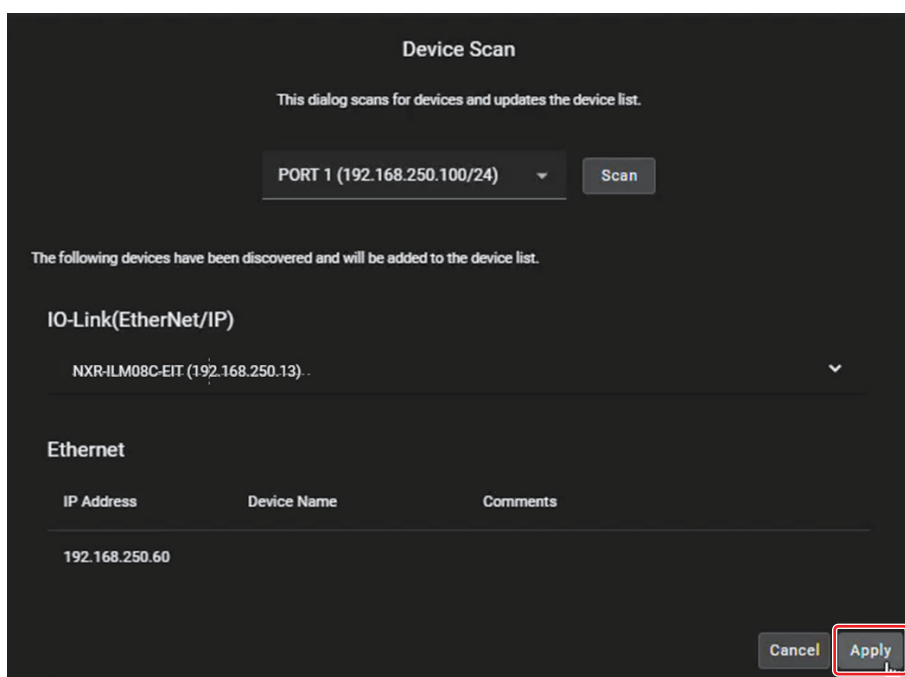 Device Scan
This dialog scans for devices and updates the device list.
PORT 1 (192.168.250.100/24)
Scan
The following devices have been discovered and will be added to the device list.
IO-Link(EtherNet/IP)
NXR-ILM08C-EIT (192.168.250.13)
Ethernet
IP Address Device Name Comments
192.168.250.60
Cancel Apply